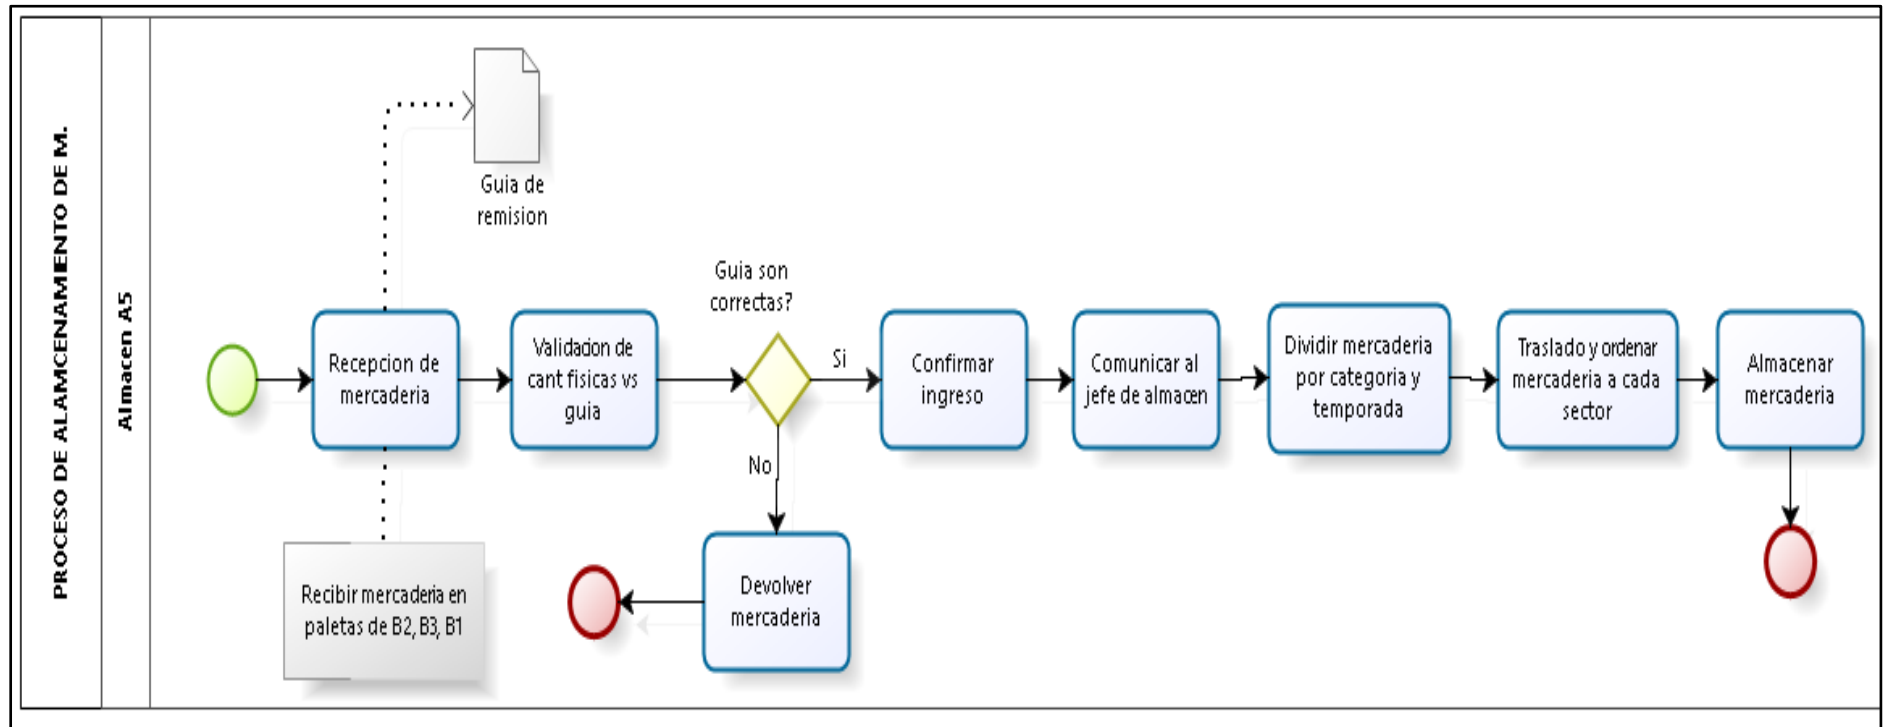 PROCESO DE ALAMCENAMIENTO DE M.
Almacen A5
Guia de
remision
Recepcion de
mercaderia
Recibir mercaderia en
paletas de B2, B3, B1
Validacion de
cant fisicas vs
guia
Guia son
correctas?
Si
No
Devolver
mercaderia
Confirmar
ingreso
Comunicar al
jefe de almacen
Dividir mercaderia
por categoria y
temporada
Traslado y ordenar
mercaderia a cada
sector
Almacenar
mercaderia